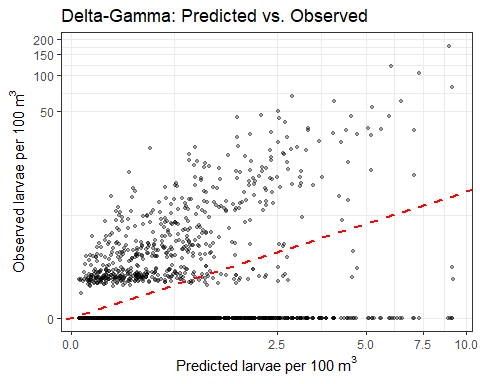 Delta-Gamma: Predicted vs. Observed
Observed larvae per 100 m³
200
150
100
50
0
0.0 2.5 5.0 7.5 10.0
Predicted larvae per 100 m³